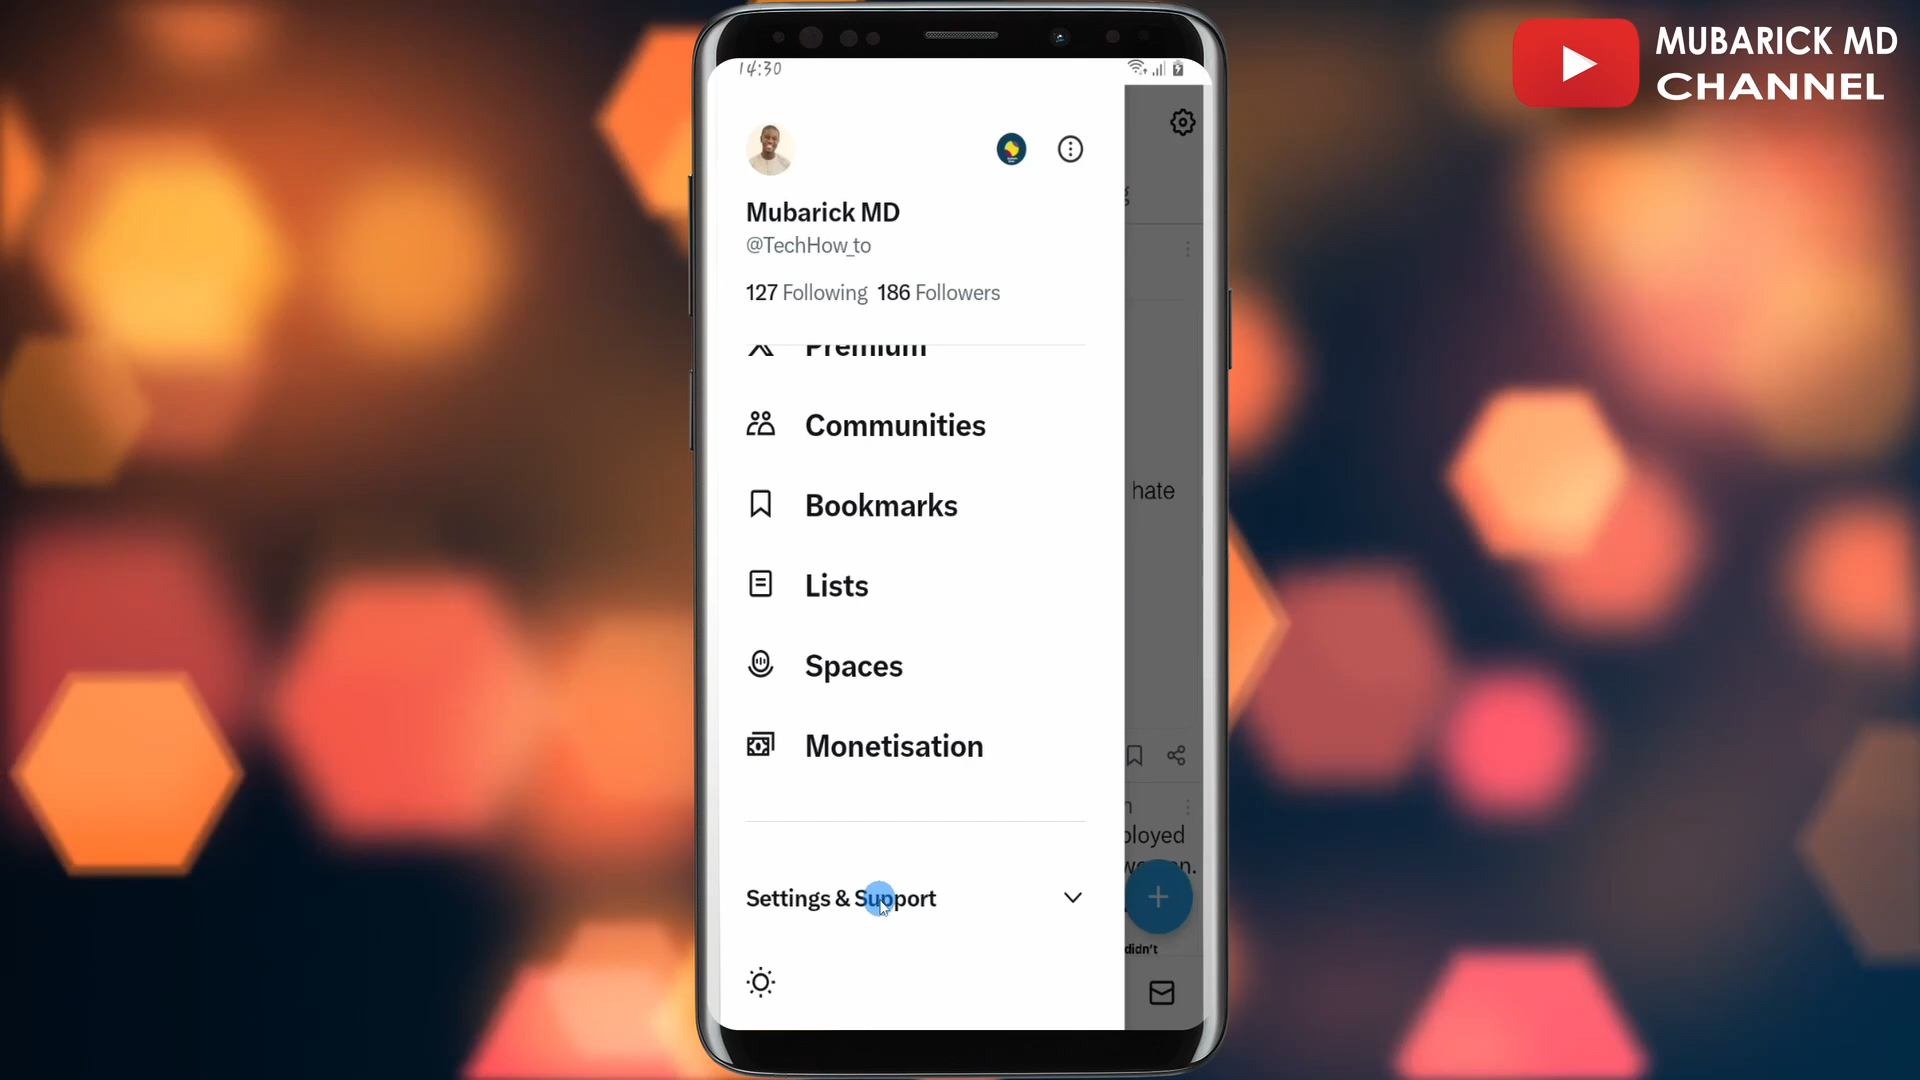 MUBARICK MD
CHANNEL
14:30
Mubarick MD
@TechHow_to
127 Following 186 Followers
Premium
Communities
Bookmarks
hate
Lists
Spaces
Monetisation
ployed
Settings & Support
didn't